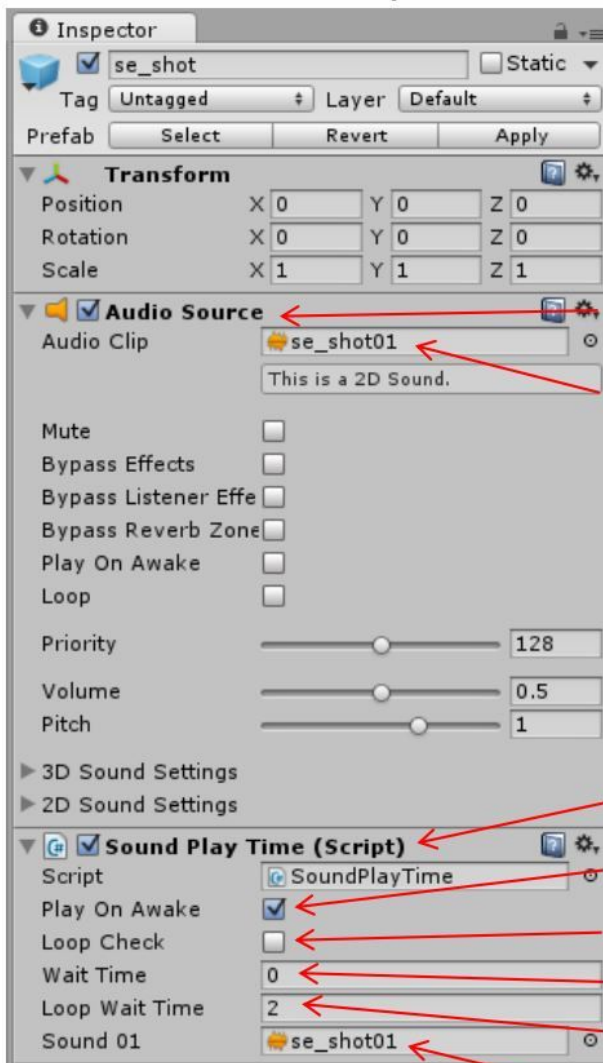 Inspector
se_shot Static
Tag Untagged Layer Default
Prefab Select Revert Apply
Transform
Position X 0 Y 0 Z 0
Rotation X 0 Y 0 Z 0
Scale X 1 Y 1 Z 1
Audio Source
Audio Clip se_shot01
This is a 2D Sound.
Mute
Bypass Effects
Bypass Listener Effe
Bypass Reverb Zone
Play On Awake
Loop
Priority 128
Volume 0.5
Pitch 1
3D Sound Settings
2D Sound Settings
Sound Play Time (Script)
Script SoundPlayTime
Play On Awake
Loop Check
Wait Time 0
Loop Wait Time 2
Sound 01 se_shot01